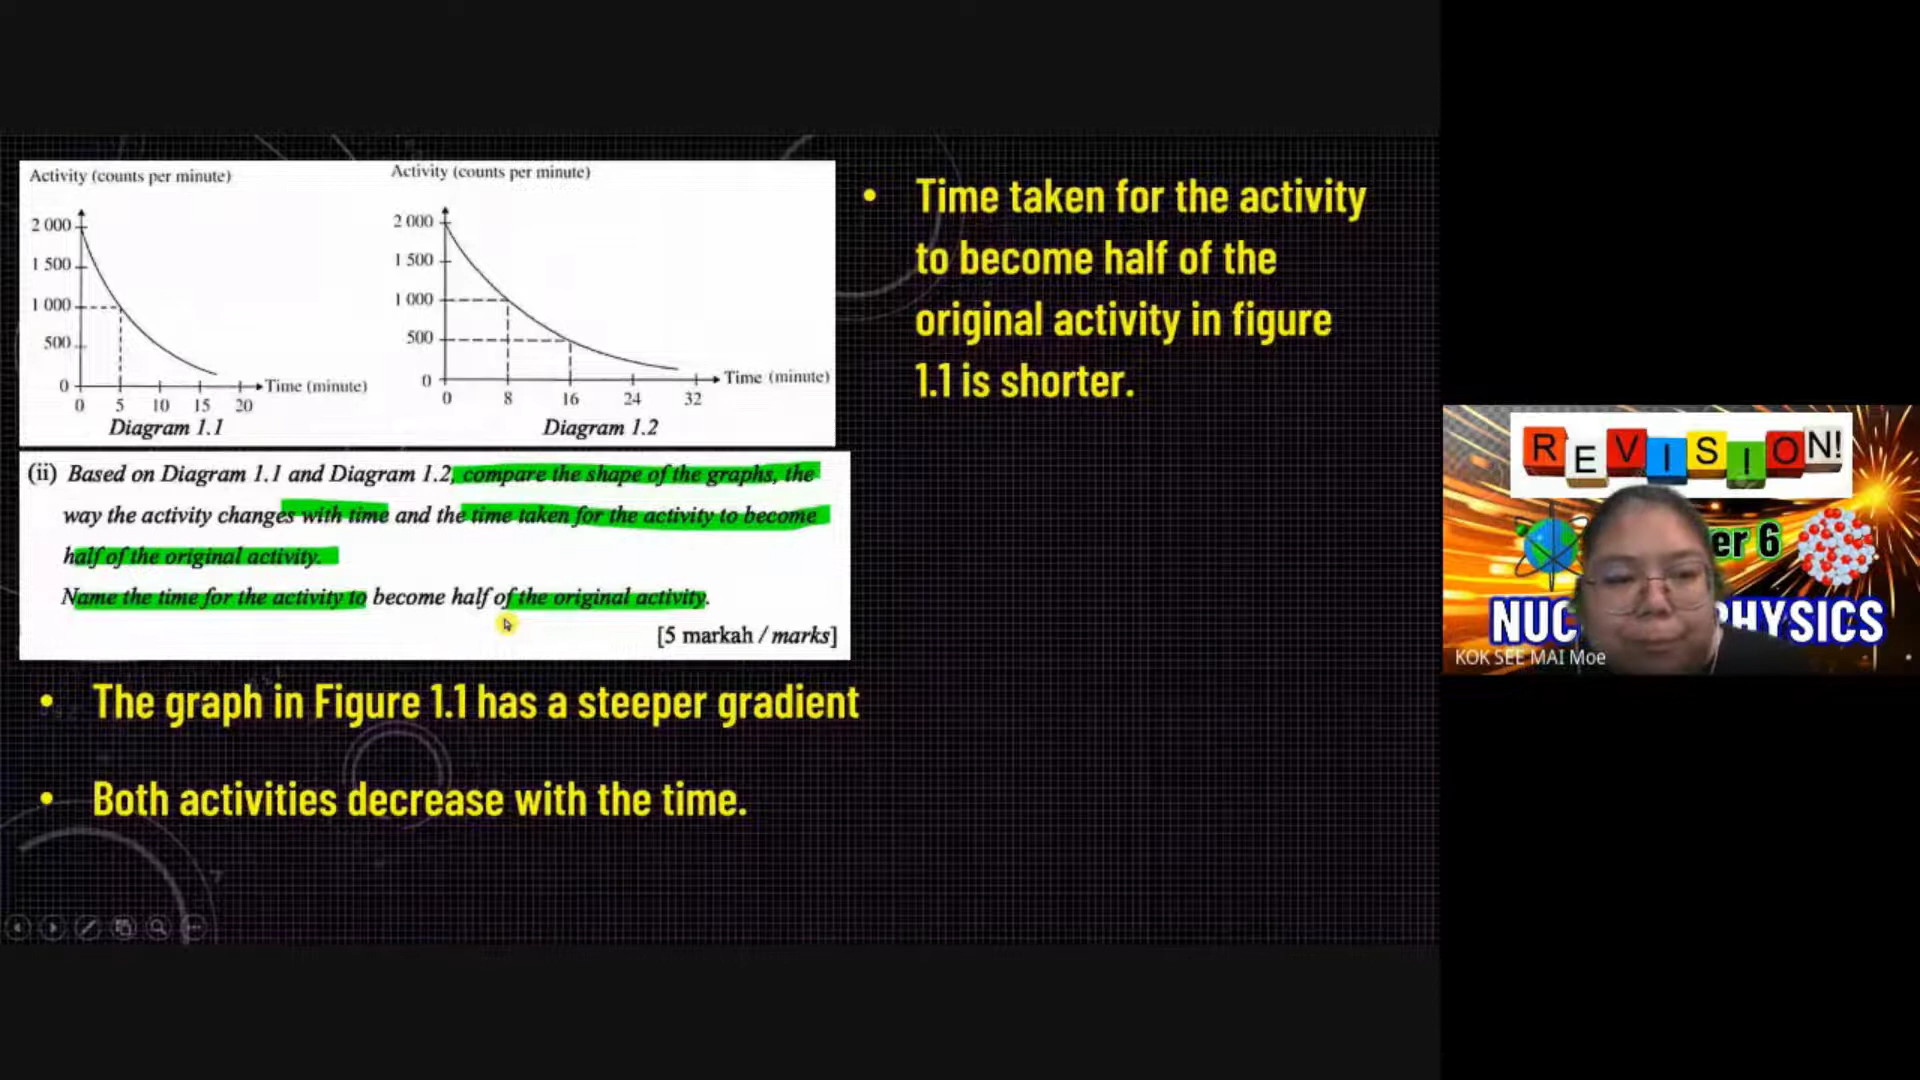 Activity (counts per minute)
2 000
1 500
1 000
500
0
0 5 10 15 20
Time (minute)
Diagram 1.1
Activity (counts per minute)
2 000
1 500
1 000
500
0
0 8 16 24 32
Time (minute)
Diagram 1.2
(ii) Based on Diagram 1.1 and Diagram 1.2, compare the shape of the graphs, the
way the activity changes with time and the time taken for the activity to become
half of the original activity.
Name the time for the activity to become half of the original activity.
[5 markah / marks]
• The graph in Figure 1.1 has a steeper gradient
• Both activities decrease with the time.
• Time taken for the activity
to become half of the
original activity in figure
1.1 is shorter.
REVISION!
er 6
NUC PHYSICS
KOK SEE MAI Moe